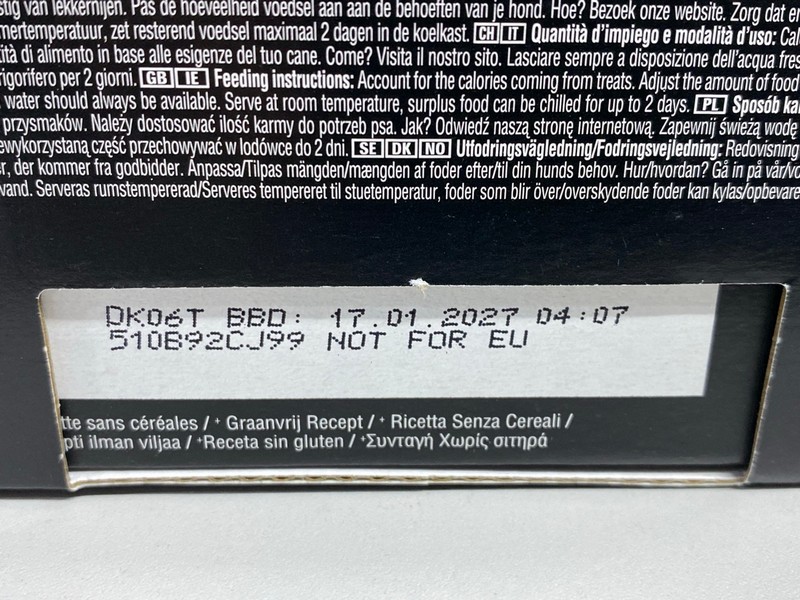 stig van lekkernijen. Pas de hoeveelheid voedsel aan aan de behoeften van je hond. Hoe? Bezoek onze website. Zorg dat er
mertemperatuur, zet resterend voedsel maximaal 2 dagen in de koelkast. CH IT Quantità d'impiego e modalità d'uso: Cal
tità di alimento in base alle esigenze del tuo cane. Come? Visita il nostro sito. Lasciare sempre a disposizione dell'acqua fres
rigorifero per 2 giorni. GB IE Feeding instructions: Account for the calories coming from treats. Adjust the amount of food
water should always be available. Serve at room temperature, surplus food can be chilled for up to 2 days. PL Sposób ka
przysmaków. Należy dostosować ilość karmy do potrzeb psa. Jak? Odwiedź naszą stronę internetową. Zapewnij świeżą wodę
ewykorzystaną część przechowywać w lodówce do 2 dni. SE DK NO Utfodringsvägledning/Fodringsvejledning: Redovisning
r, der kommer fra godbidder. Anpassa/Tilpas mängden/mængden af foder efter/til din hunds behov. Hur/hvordan? Gå in på vår/vo
vand. Serveras rumstempererad/Serveres tempereret til stuetemperatur, foder som blir över/overskydende foder kan kylas/opbevare
DK06T BBD: 17.01.2027 04:07
510B92CJ99 NOT FOR EU
tte sans céréales / ⁺ Graanvrij Recept / ⁺ Ricetta Senza Cereali /
pti ilman viljaa / ⁺Receta sin gluten / ⁺Συνταγή Χωρίς σιτηρά